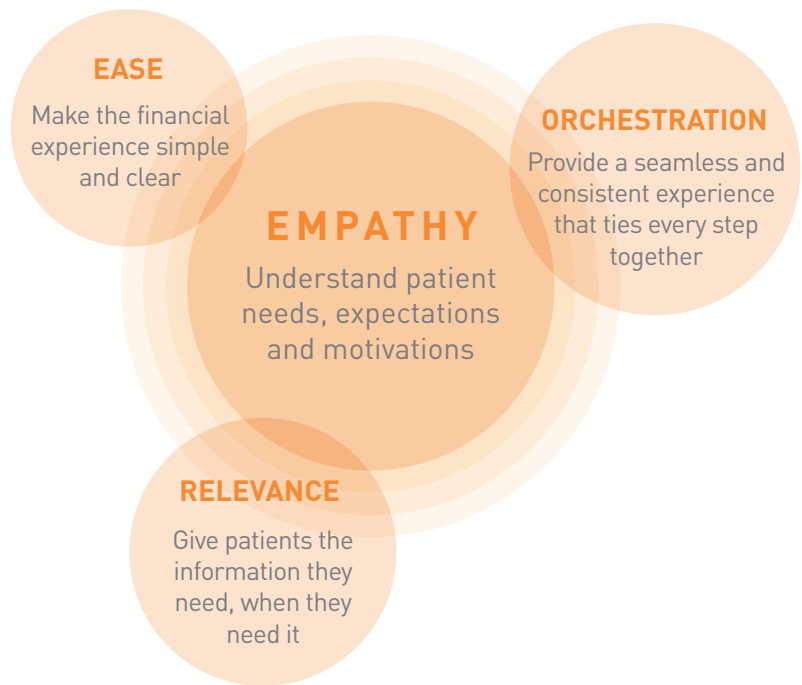 EASE
Make the financial
experience simple
and clear
ORCHESTRATION
Provide a seamless and
consistent experience
that ties every step
together
EMPATHY
Understand patient
needs, expectations
and motivations
RELEVANCE
Give patients the
information they
need, when they
need it